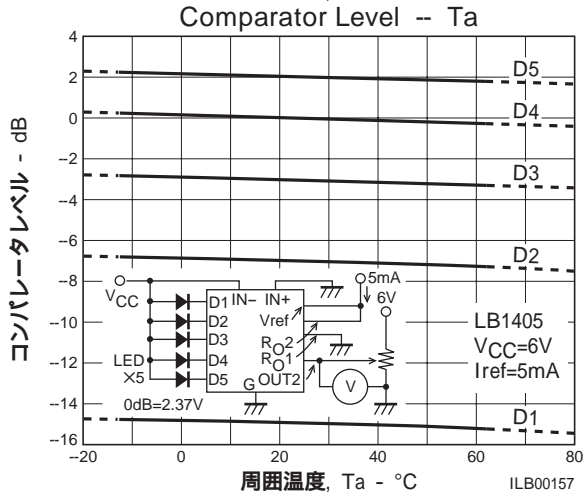 Comparator Level -- Ta
4
2
0
--2
--4
--6
--8
--10
--12
--14
--16
コンパレータレベル - dB
D5
D4
D3
D2
D1
VCC
D1 IN– IN+
D2
D3
D4
D5
LED
×5
Vref
RO2
RO1
OUT2
G
V
5mA
6V
0dB=2.37V
LB1405
VCC=6V
Iref=5mA
--20 0 20 40 60 80
周囲温度, Ta - °C
ILB00157